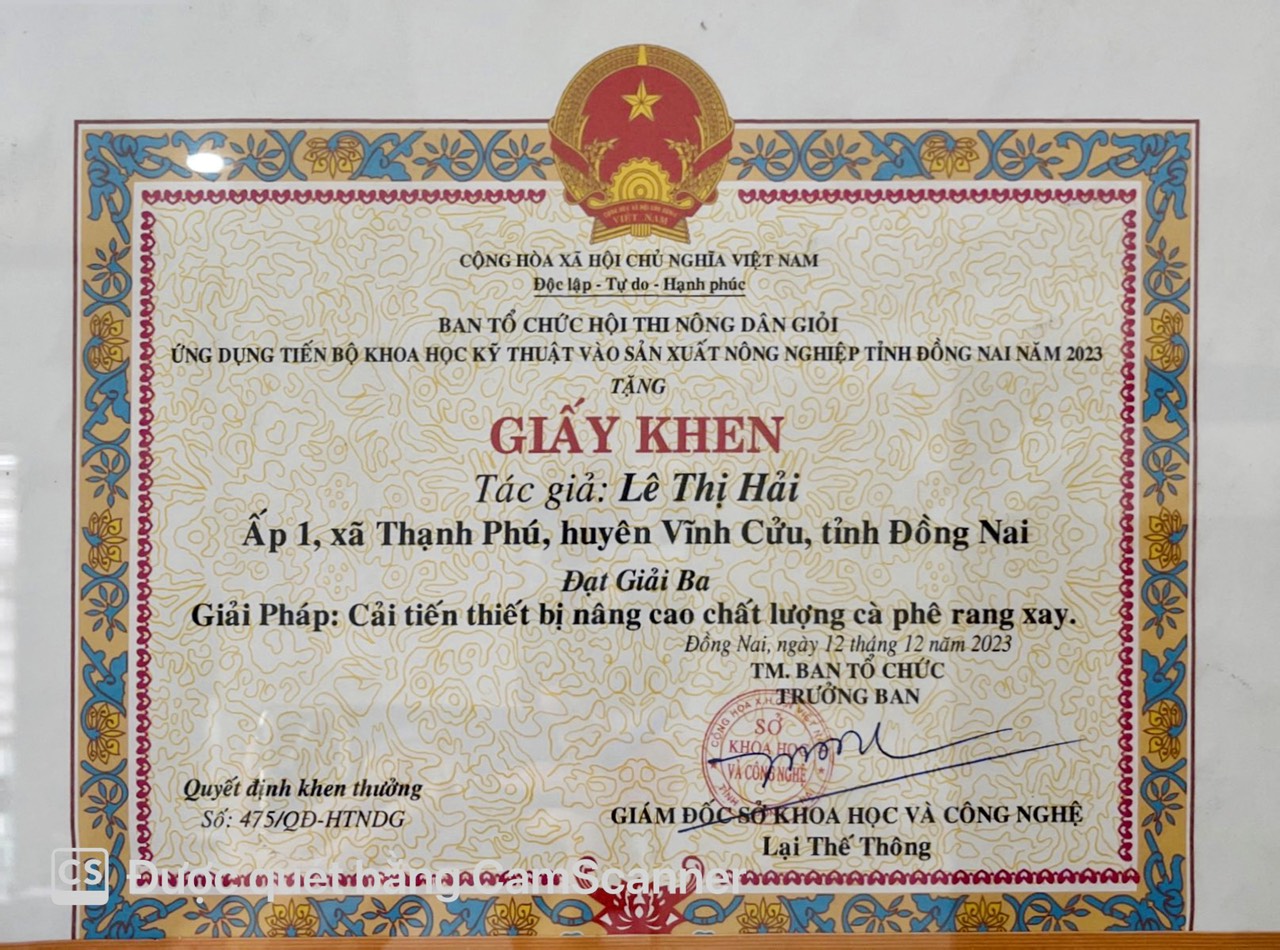 VIỆT NAM
CỘNG HÒA XÃ HỘI CHỦ NGHĨA VIỆT NAM
Độc lập - Tự do - Hạnh phúc
BAN TỔ CHỨC HỘI THI NÔNG DÂN GIỎI
ỨNG DỤNG TIẾN BỘ KHOA HỌC KỸ THUẬT VÀO SẢN XUẤT NÔNG NGHIỆP TỈNH ĐỒNG NAI NĂM 2023
TẶNG
GIẤY KHEN
Tác giả: Lê Thị Hải
Ấp 1, xã Thạnh Phú, huyên Vĩnh Cửu, tỉnh Đồng Nai
Đạt Giải Ba
Giải Pháp: Cải tiến thiết bị nâng cao chất lượng cà phê rang xay.
Đồng Nai, ngày 12 tháng 12 năm 2023
TM. BAN TỔ CHỨC
TRƯỞNG BAN
SỞ
KHOA HỌC
VÀ CÔNG NGHỆ
Quyết định khen thưởng
Số: 475/QĐ-HTNDG
GIÁM ĐỐC SỞ KHOA HỌC VÀ CÔNG NGHỆ
Lại Thế Thông
CS Được quét bằng CamScanner